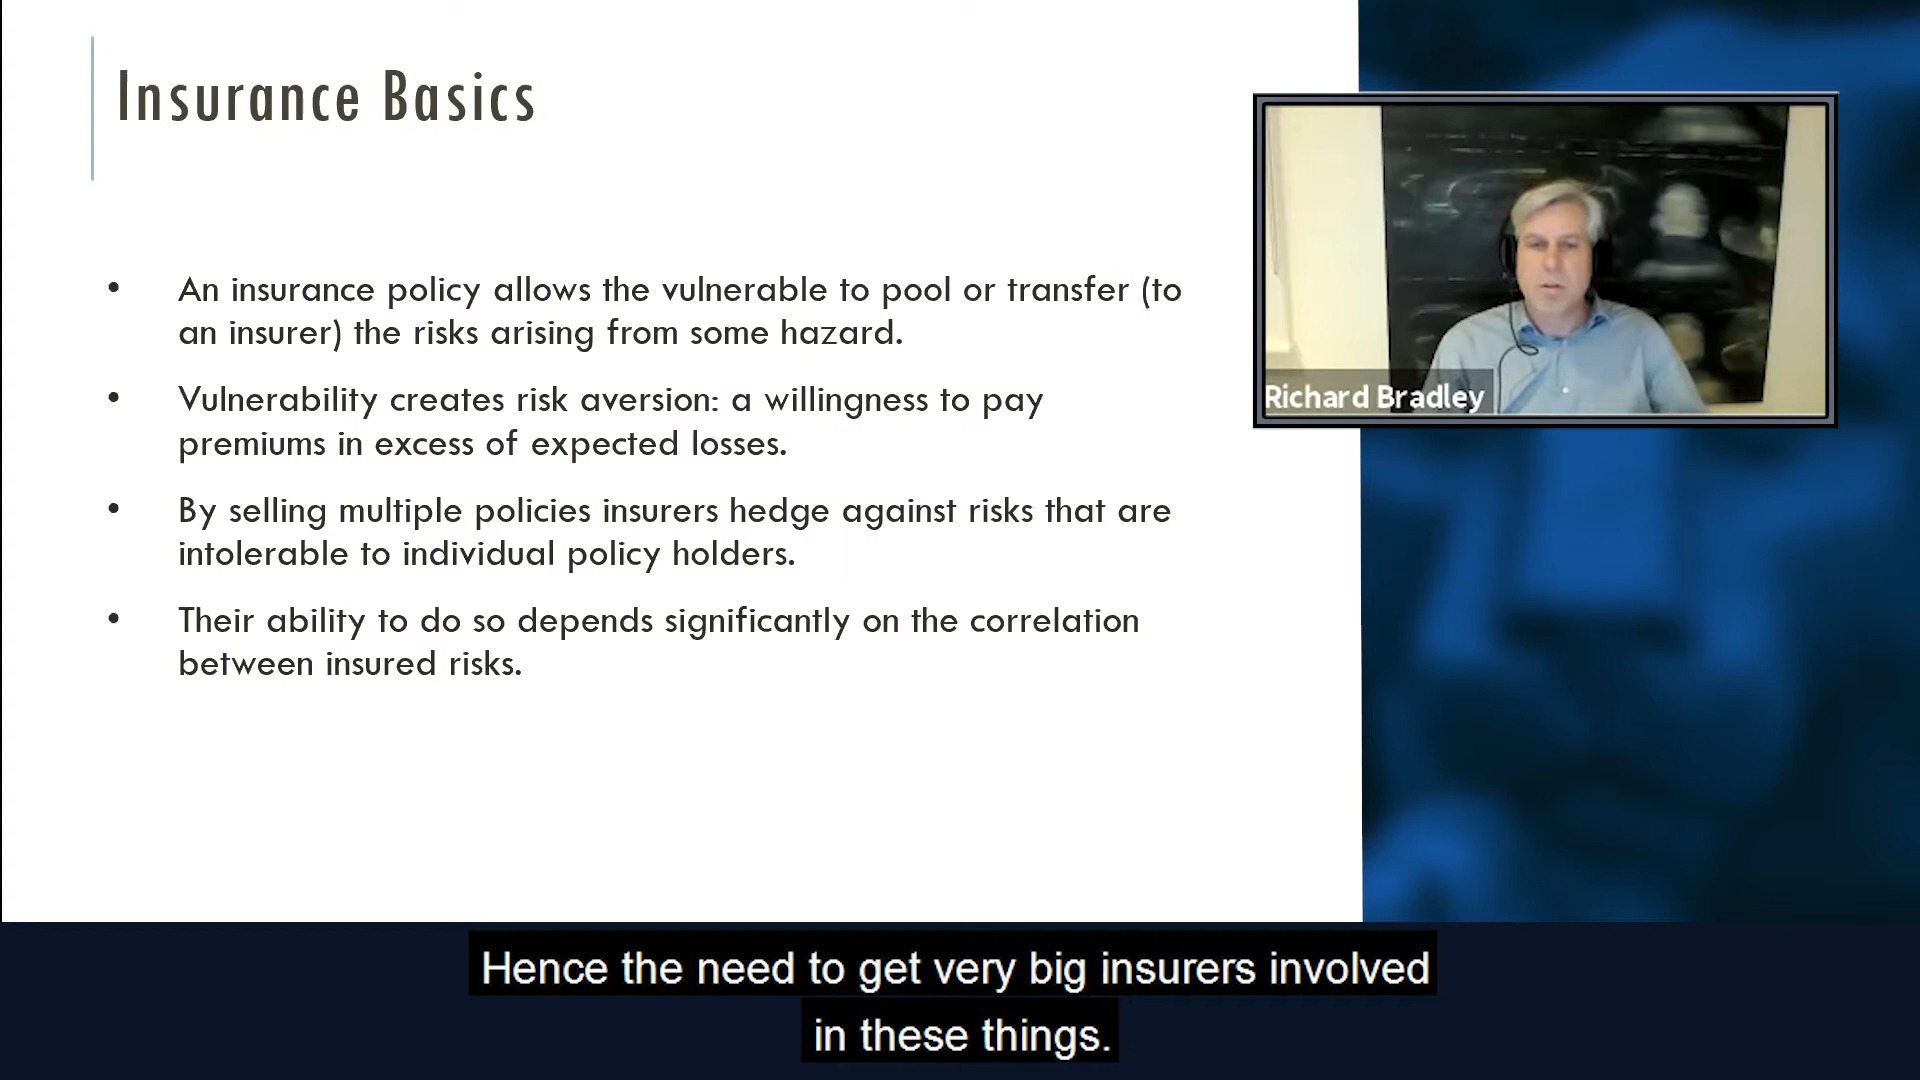 Insurance Basics
• An insurance policy allows the vulnerable to pool or transfer (to
an insurer) the risks arising from some hazard.
• Vulnerability creates risk aversion: a willingness to pay
premiums in excess of expected losses.
• By selling multiple policies insurers hedge against risks that are
intolerable to individual policy holders.
• Their ability to do so depends significantly on the correlation
between insured risks.
Richard Bradley
Hence the need to get very big insurers involved
in these things.